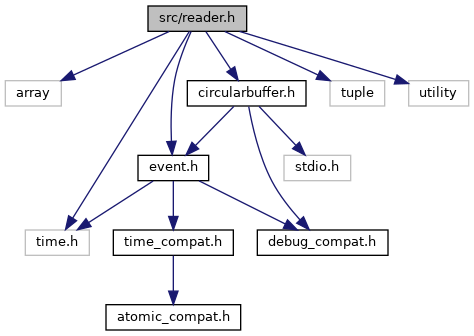 src/reader.h
array
circularbuffer.h
tuple
utility
event.h
stdio.h
time.h
time_compat.h
debug_compat.h
atomic_compat.h